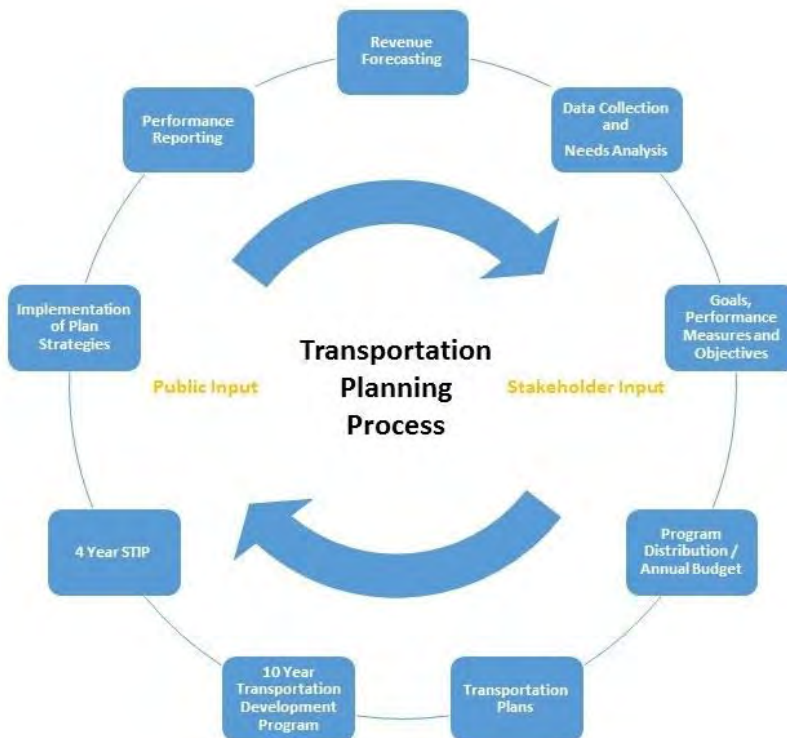 Revenue
Forecasting
Data Collection
and
Needs Analysis
Goals,
Performance
Measures and
Objectives
Program
Distribution /
Annual Budget
Transportation
Plans
10 Year
Transportation
Development
Program
4 Year STIP
Implementation
of Plan
Strategies
Performance
Reporting
Transportation
Planning
Process
Public Input
Stakeholder Input